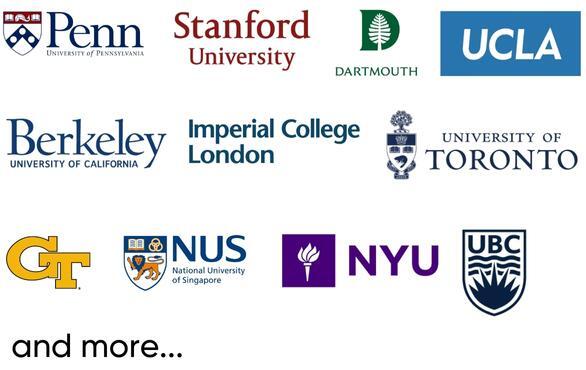 Penn
UNIVERSITY OF PENNSYLVANIA
Stanford
University
DARTMOUTH
UCLA
Berkeley
UNIVERSITY OF CALIFORNIA
Imperial College
London
UNIVERSITY OF
TORONTO
GT
NUS
National University
of Singapore
NYU
UBC
and more...